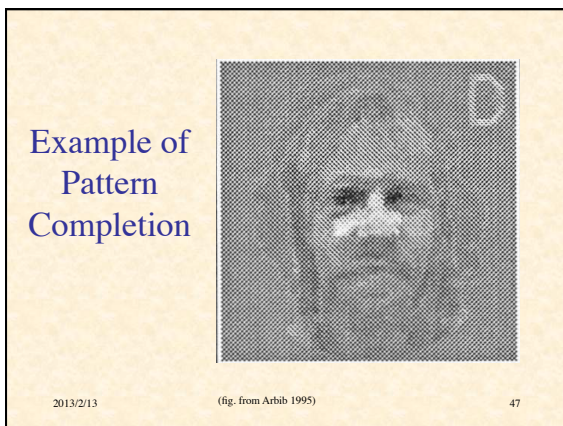 Example of
Pattern
Completion
D
2013/2/13
(fig. from Arbib 1995)
47